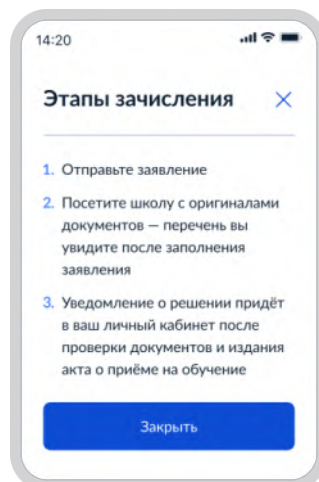 14:20
Этапы зачисления
1. Отправьте заявление
2. Посетите школу с оригиналами
документов — перечень вы
увидите после заполнения
заявления
3. Уведомление о решении придёт
в ваш личный кабинет после
проверки документов и издания
акта о приёме на обучение
Закрыть